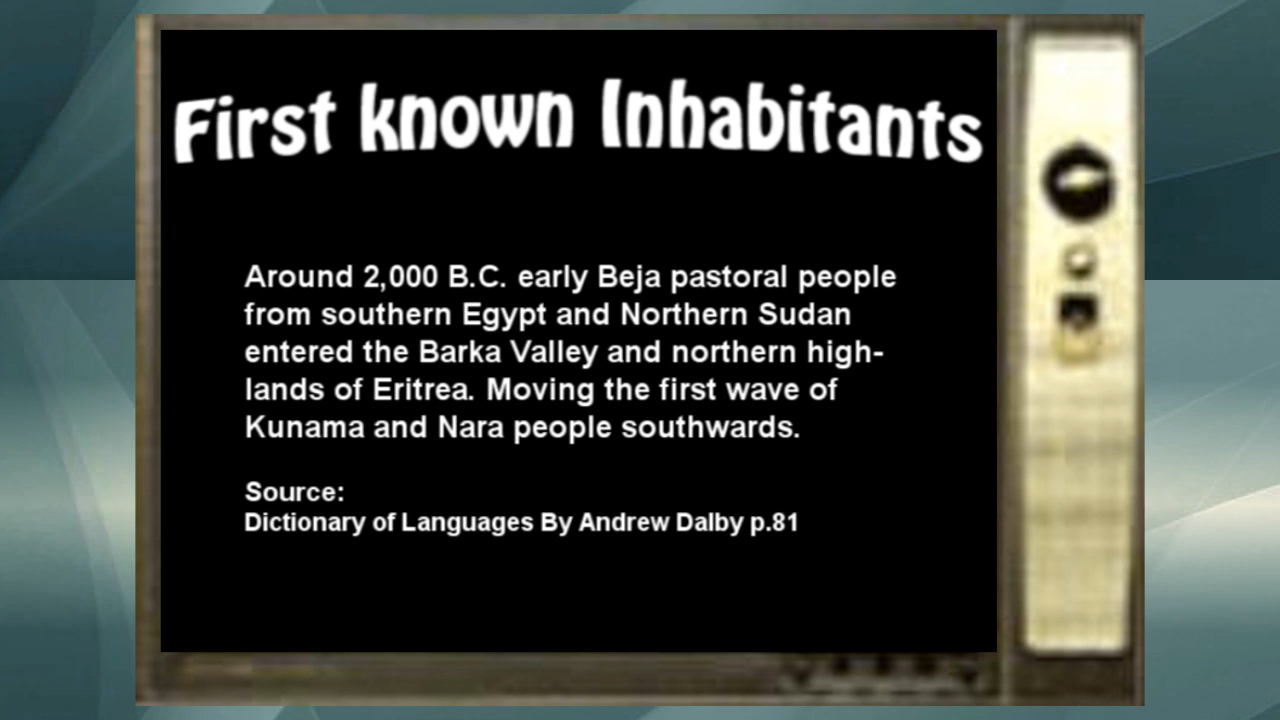 First known Inhabitants
Around 2,000 B.C. early Beja pastoral people
from southern Egypt and Northern Sudan
entered the Barka Valley and northern high-
lands of Eritrea. Moving the first wave of
Kunama and Nara people southwards.
Source:
Dictionary of Languages By Andrew Dalby p.81